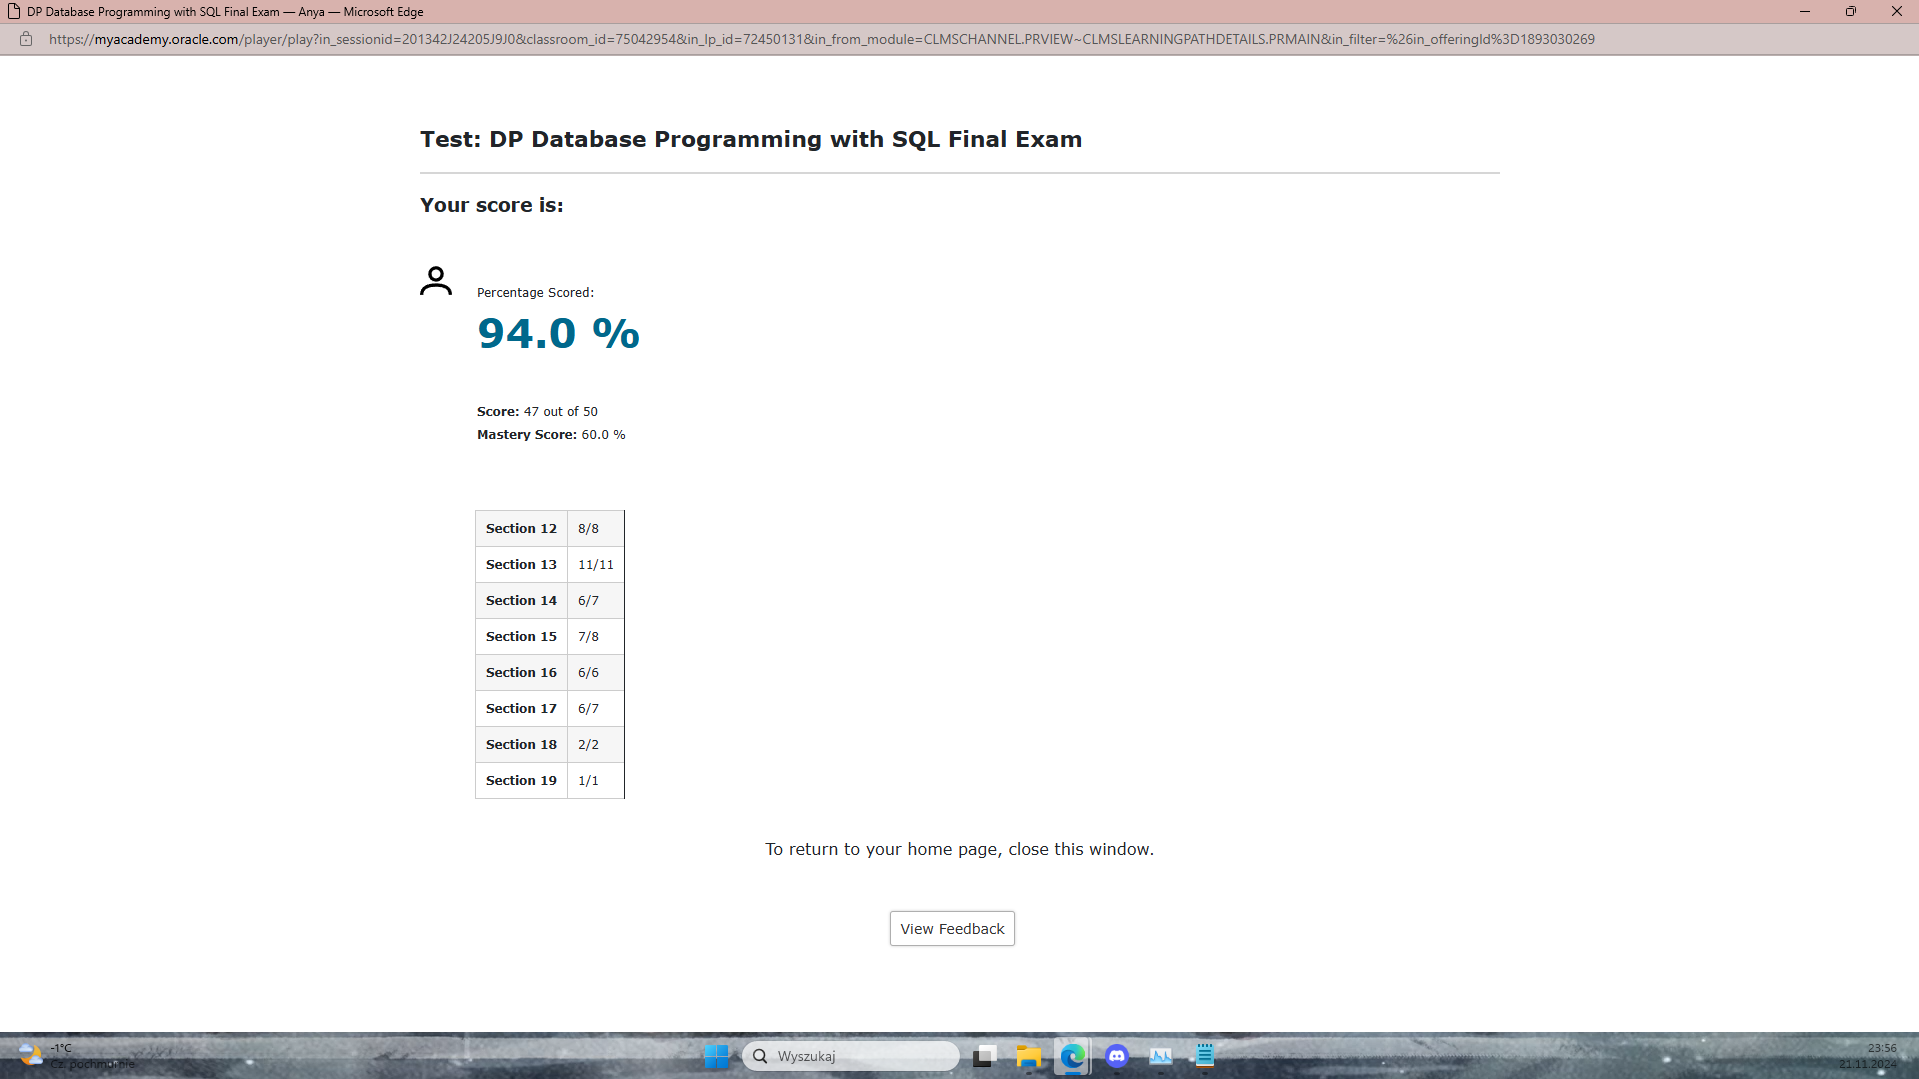 DP Database Programming with SQL Final Exam — Anya — Microsoft Edge
https://myacademy.oracle.com/player/play?in_sessionid=201342J24205J9J0&classroom_id=75042954&in_lp_id=72450131&in_from_module=CLMSCHANNEL.PRVIEW~CLMSLEARNINGPATHDETAILS.PRMAIN&in_filter=%26in_offeringId%3D1893030269
Test: DP Database Programming with SQL Final Exam
Your score is:
Percentage Scored:
94.0 %
Score: 47 out of 50
Mastery Score: 60.0 %
Section 12 8/8
Section 13 11/11
Section 14 6/7
Section 15 7/8
Section 16 6/6
Section 17 6/7
Section 18 2/2
Section 19 1/1
To return to your home page, close this window.
View Feedback
-1°C
Cz. pochmurnie
Wyszukaj
23:56
21.11.2024